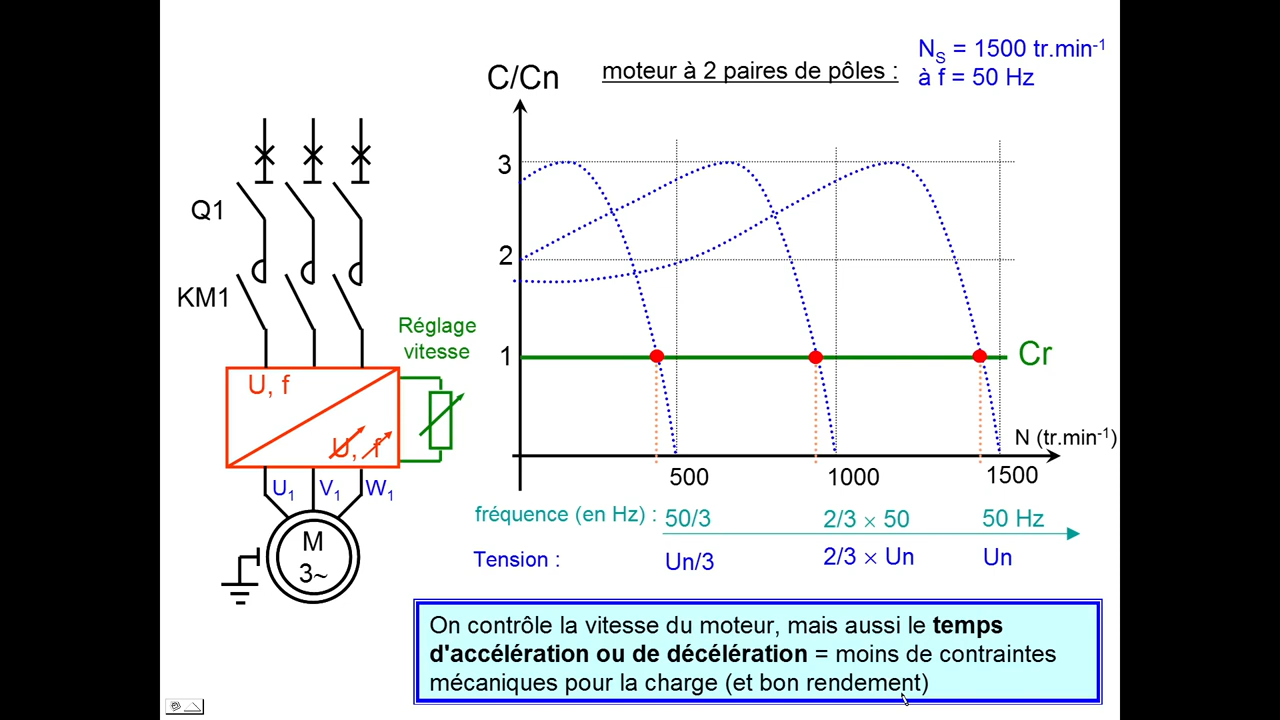 moteur à 2 paires de pôles :
N_S = 1500 tr.min⁻¹
à f = 50 Hz
C/Cn
3
2
1
Cr
N (tr.min⁻¹)
500
1000
1500
Q1
KM1
Réglage
vitesse
U, f
U, f
U₁
V₁
W₁
M
3~
fréquence (en Hz) :
50/3
2/3 × 50
50 Hz
Tension :
Un/3
2/3 × Un
Un
On contrôle la vitesse du moteur, mais aussi le temps
d'accélération ou de décélération = moins de contraintes
mécaniques pour la charge (et bon rendement)